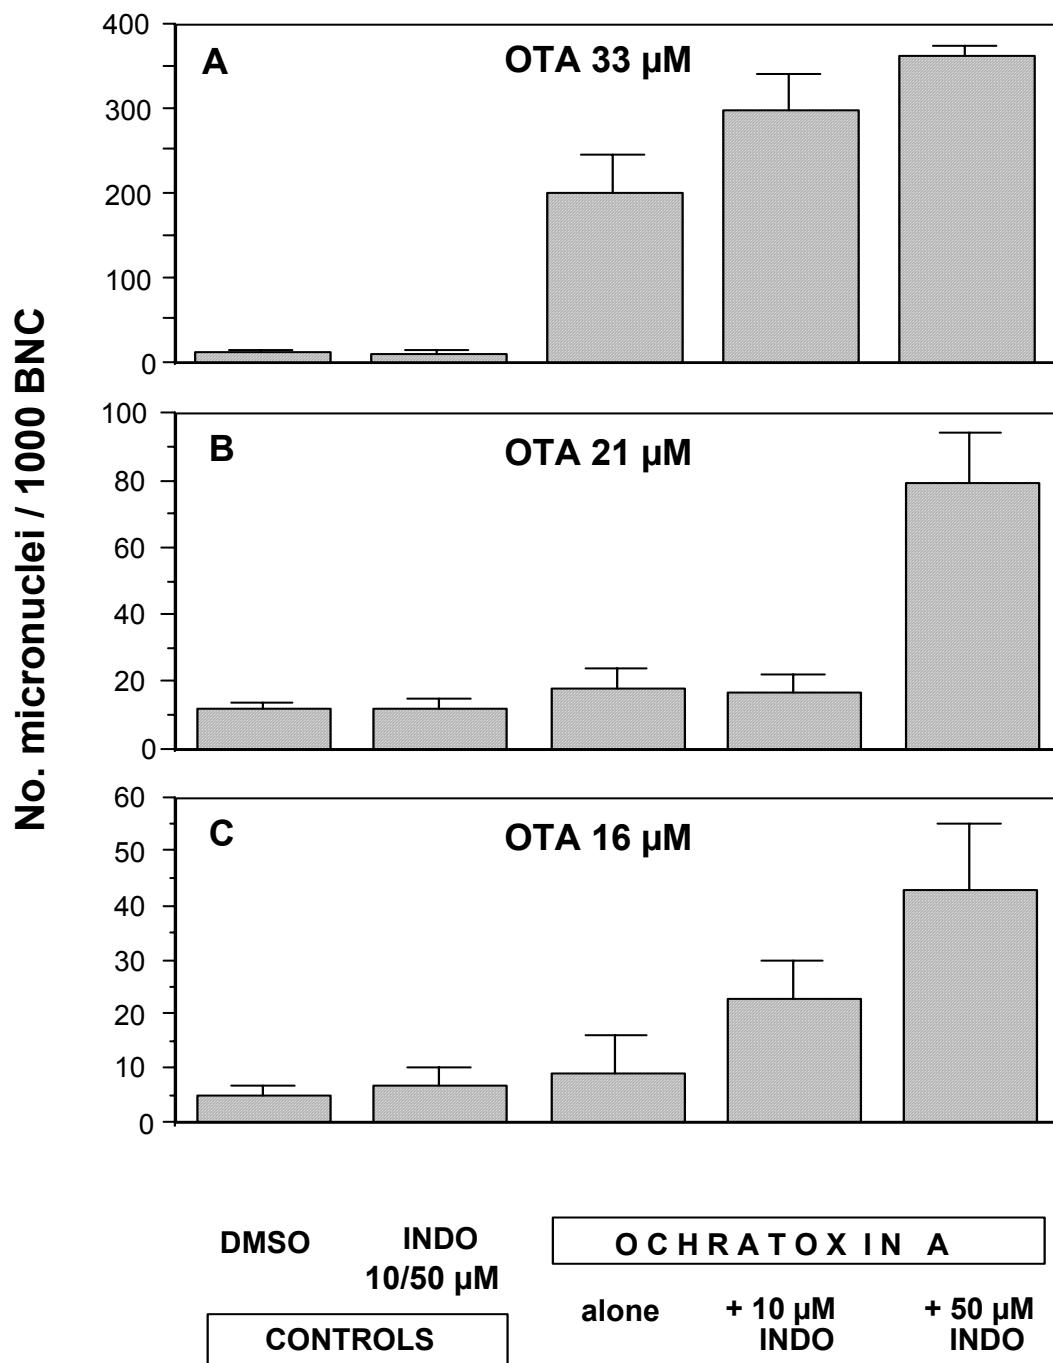 No. micronuclei / 1000 BNC
A
OTA 33 µM
400
300
200
100
0
B
OTA 21 µM
100
80
60
40
20
0
C
OTA 16 µM
60
50
40
30
20
10
0
DMSO
INDO
10/50 µM
CONTROLS
OCHRATOXIN A
alone
+ 10 µM
INDO
+ 50 µM
INDO